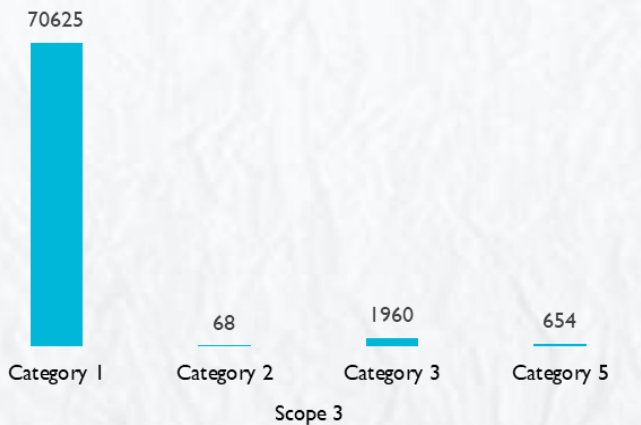 70625
68
1960
654
Category 1
Category 2
Category 3
Category 5
Scope 3